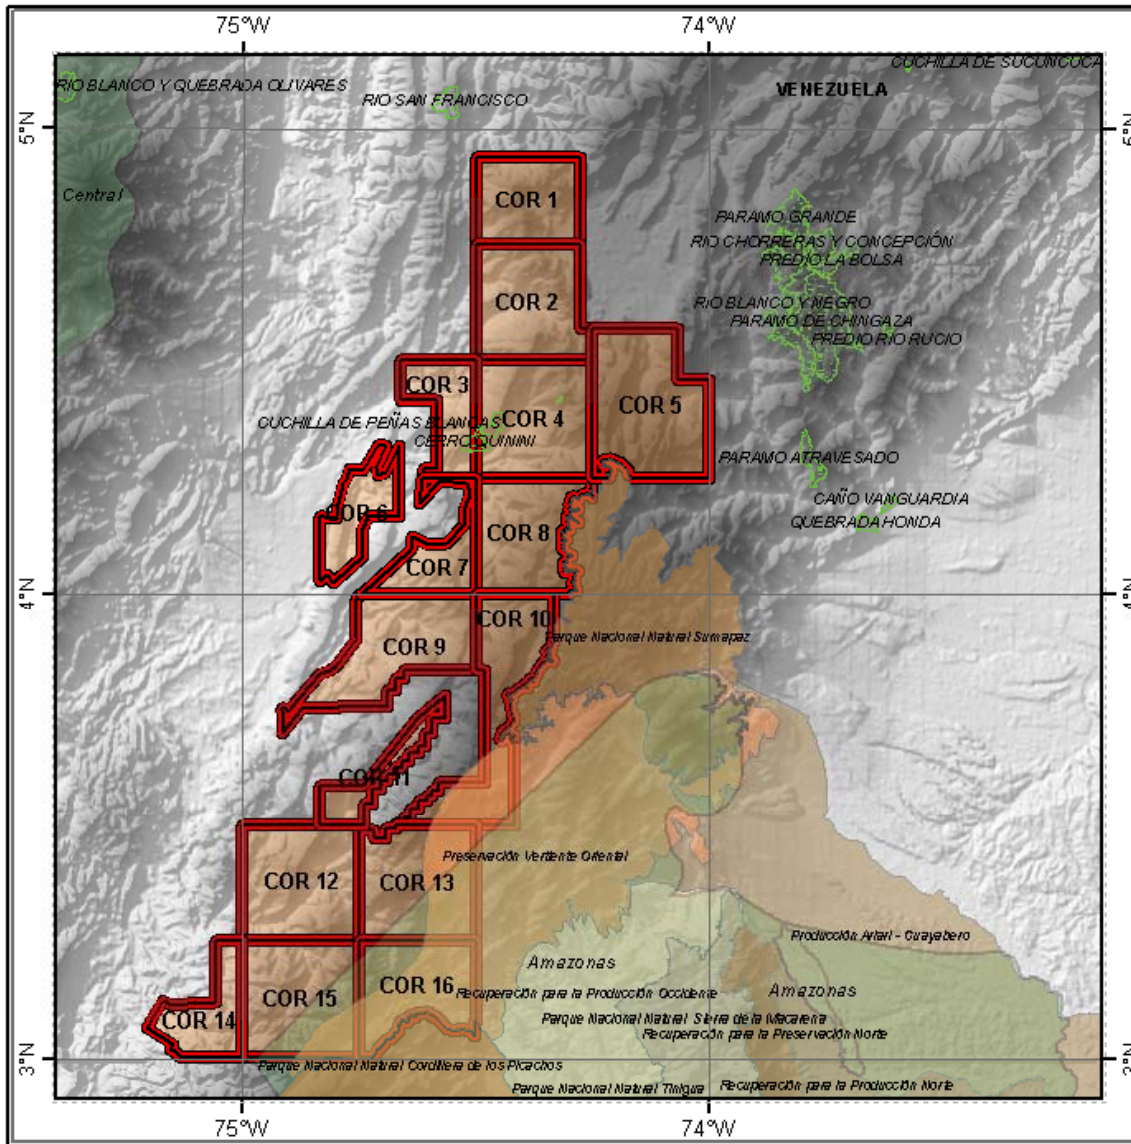 75°W
74°W
CUCHILLA DE SUCUNCUCA
RIO BLANCO Y QUEBRADA OLIVARES
VENEZUELA
RIO SAN FRANCISCO
5°N
5°N
Central
COR 1
PARAMO GRANDE
RIO CHORRERAS Y CONCEPCIÓN
PREDIO LA BOLSA
COR 2
RIO BLANCO Y NEGRO
PARAMO DE CHINGAZA
PREDIO RIO RUCIO
COR 3
COR 4
COR 5
CUCHILLA DE PEÑAS BLANCAS
CERRO QUININI
PARAMO ATRAVESADO
CAÑO VANGUARDIA
COR 6
QUEBRADA HONDA
COR 8
COR 7
4°N
4°N
COR 10
COR 9
Parque Nacional Natural Sumapaz
COR 11
Preservación Vertiente Oriental
COR 12
COR 13
Producción Ariari - Guayabero
Amazonas
COR 16
COR 15
Recuperación para la Producción Occidente
Amazonas
COR 14
Parque Nacional Natural Sierra de la Macarena
Recuperación para la Preservación Norte
3°N
3°N
Parque Nacional Natural Cordillera de los Picachos
Parque Nacional Natural Tinigua
Recuperación para la Producción Norte
75°W
74°W